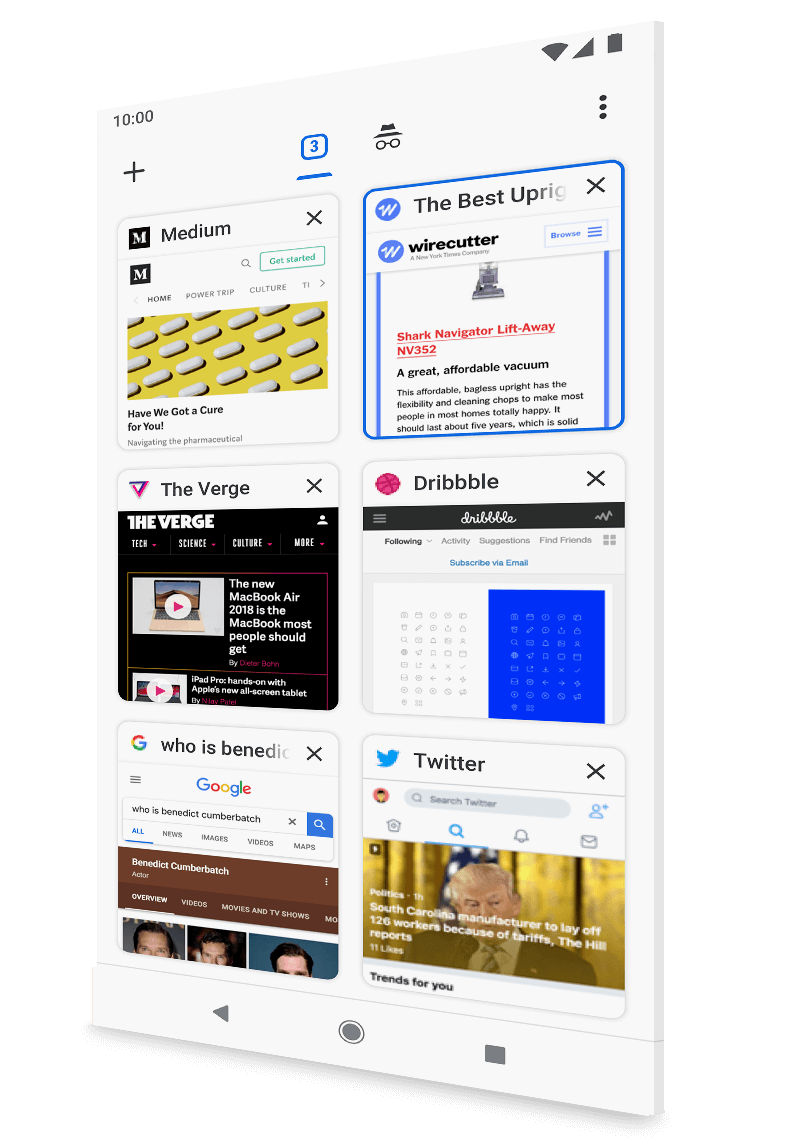 10:00
3
Medium
M
Get started
HOME POWER TRIP CULTURE TI
Have We Got a Cure
for You!
Navigating the pharmaceutical
The Best Uprig
wirecutter
A New York Times Company
Browse
Shark Navigator Lift-Away
NV352
A great, affordable vacuum
This affordable, bagless upright has the
flexibility and cleaning chops to make most
people in most homes totally happy. It
should last about five years, which is solid
The Verge
THE VERGE
TECH SCIENCE CULTURE MORE
The new
MacBook Air
2018 is the
MacBook most
people should
get
By Dieter Bohn
iPad Pro: hands-on with
Apple's new all-screen tablet
By Nilay Patel
Dribbble
dribbble
Following Activity Suggestions Find Friends
Subscribe via Email
who is benedic
Google
who is benedict cumberbatch
ALL NEWS IMAGES VIDEOS MAPS
Benedict Cumberbatch
Actor
OVERVIEW VIDEOS MOVIES AND TV SHOWS MO
Twitter
Search Twitter
Politics · 1h
South Carolina manufacturer to lay off
126 workers because of tariffs, The Hill
reports
11 Likes
Trends for you